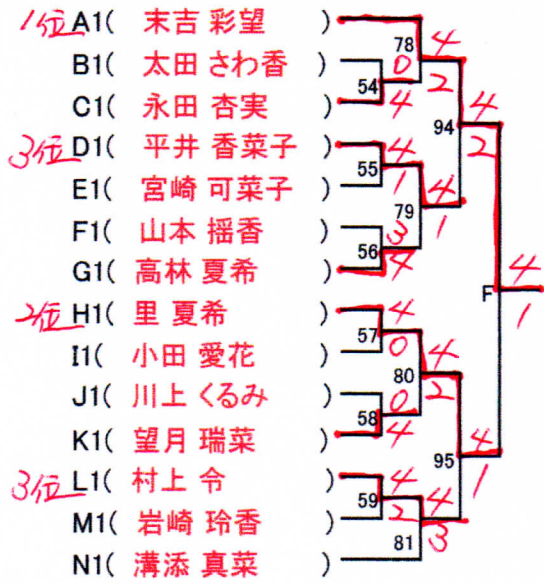 1位 A1( 末吉 彩望 ) 78 4
B1( 太田 さわ香 ) 0 2
54
C1( 永田 杏実 ) 4 94 4
2
3位 D1( 平井 香菜子 ) 4
55
E1( 宮崎 可菜子 ) 1 4
79 1
F1( 山本 揺香 ) 3
56
G1( 高林 夏希 ) 4 4
F 1
2位 H1( 里 夏希 ) 4
57
I1( 小田 愛花 ) 0 4
80 2
J1( 川上 くるみ ) 0
58
K1( 望月 瑞菜 ) 4 4
95 1
3位 L1( 村上 令 ) 4
59
M1( 岩崎 玲香 ) 2 4
81 3
N1( 溝添 真菜 )